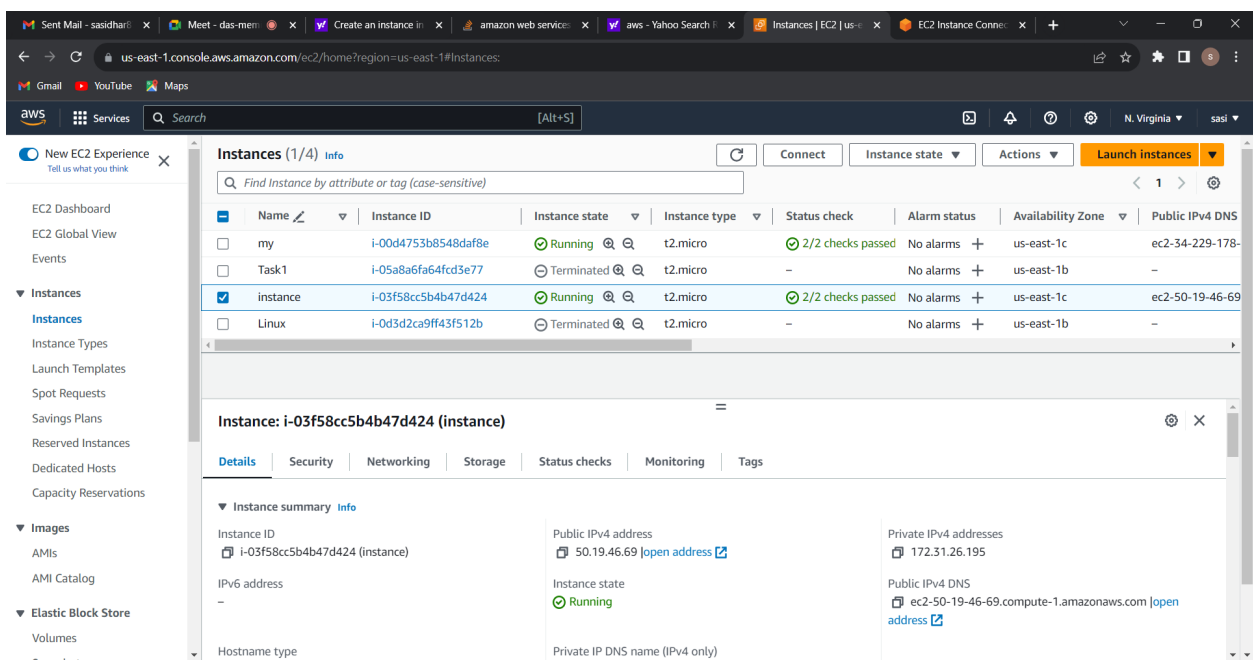 Sent Mail - sasidhar8
Meet - das-mem
Create an instance in
amazon web services
aws - Yahoo Search R
Instances | EC2 | us-e
EC2 Instance Connec
us-east-1.console.aws.amazon.com/ec2/home?region=us-east-1#Instances:
Gmail YouTube Maps
aws Services Search [Alt+S] N. Virginia sasi
New EC2 Experience
Tell us what you think
EC2 Dashboard
EC2 Global View
Events
Instances
Instances
Instance Types
Launch Templates
Spot Requests
Savings Plans
Reserved Instances
Dedicated Hosts
Capacity Reservations
Images
AMIs
AMI Catalog
Elastic Block Store
Volumes
Instances (1/4) Info Connect Instance state Actions Launch instances
Find Instance by attribute or tag (case-sensitive) 1
Name Instance ID Instance state Instance type Status check Alarm status Availability Zone Public IPv4 DNS
my i-00d4753b8548daf8e Running t2.micro 2/2 checks passed No alarms + us-east-1c ec2-34-229-178-
Task1 i-05a8a6fa64fcd3e77 Terminated t2.micro – No alarms + us-east-1b –
instance i-03f58cc5b4b47d424 Running t2.micro 2/2 checks passed No alarms + us-east-1c ec2-50-19-46-69
Linux i-0d3d2ca9ff43f512b Terminated t2.micro – No alarms + us-east-1b –
Instance: i-03f58cc5b4b47d424 (instance)
Details Security Networking Storage Status checks Monitoring Tags
Instance summary Info
Instance ID
i-03f58cc5b4b47d424 (instance)
Public IPv4 address
50.19.46.69 |open address
Private IPv4 addresses
172.31.26.195
IPv6 address
–
Instance state
Running
Public IPv4 DNS
ec2-50-19-46-69.compute-1.amazonaws.com |open
address
Hostname type
Private IP DNS name (IPv4 only)